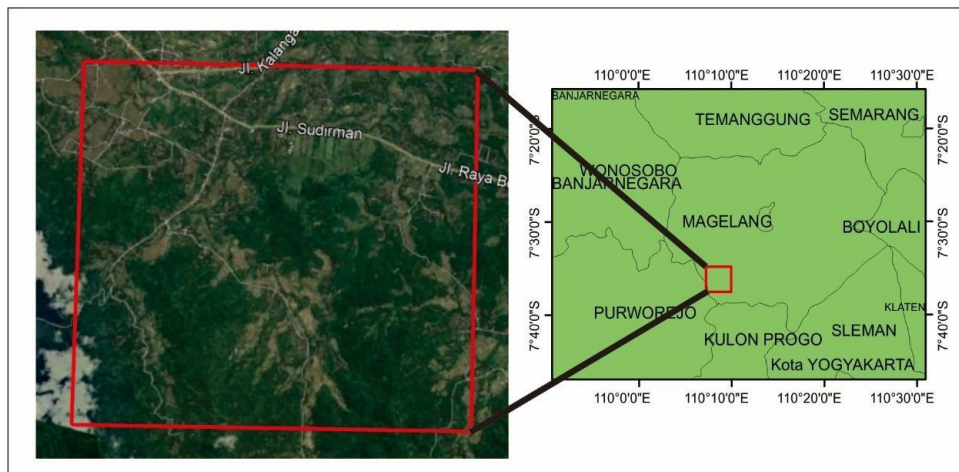 Jl. Kalanga
Jl. Sudirman
Jl. Raya Bo
110°0'0"E 110°10'0"E 110°20'0"E 110°30'0"E
BANJARNEGARA
TEMANGGUNG
SEMARANG
7°20'0"S 7°20'0"S
WONOSOBO
BANJARNEGARA
MAGELANG
BOYOLALI
7°30'0"S 7°30'0"S
PURWOREJO
KLATEN
7°40'0"S 7°40'0"S
KULON PROGO
SLEMAN
Kota YOGYAKARTA
110°0'0"E 110°10'0"E 110°20'0"E 110°30'0"E